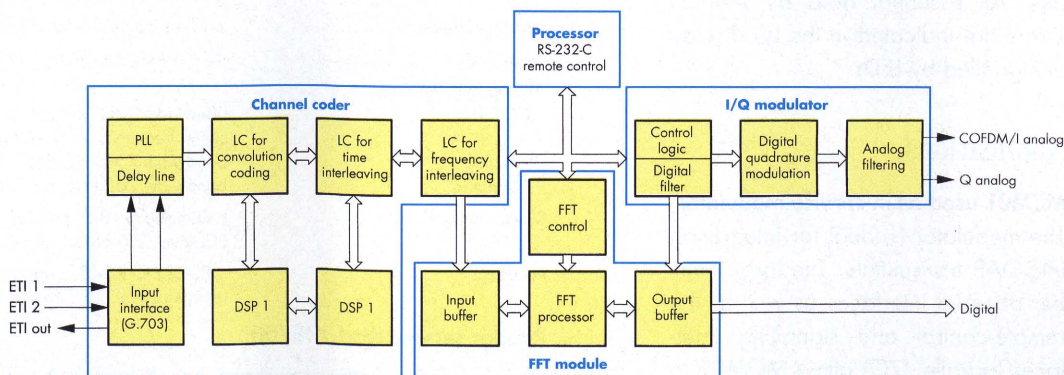 Processor
RS-232-C
remote control
Channel coder
I/Q modulator
PLL
Delay line
LC for
convolution
coding
LC for
time
interleaving
LC for
frequency
interleaving
Control
logic
Digital
filter
Digital
quadrature
modulation
Analog
filtering
COFDM/I analog
Q analog
FFT
control
ETI 1
ETI 2
ETI out
Input
interface
(G.703)
DSP 1
DSP 1
Input
buffer
FFT
processor
Output
buffer
Digital
FFT module